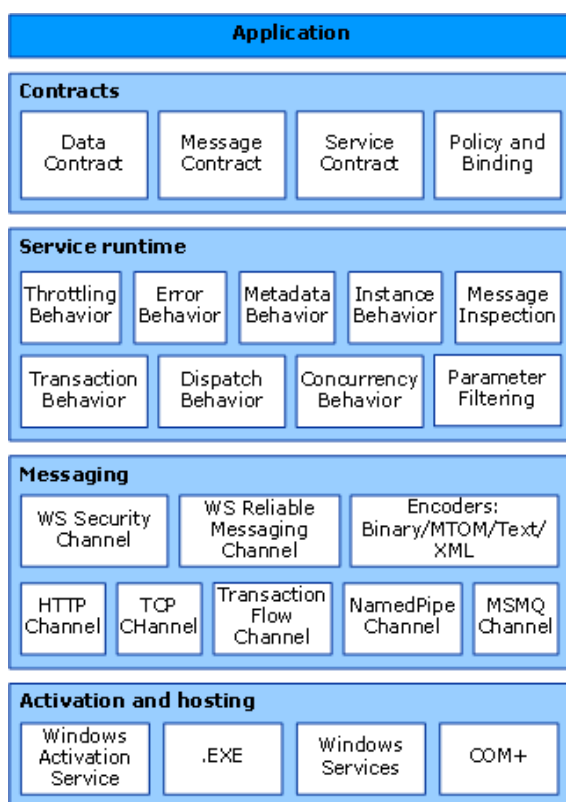 Application
Contracts
Data
Contract
Message
Contract
Service
Contract
Policy and
Binding
Service runtime
Throttling
Behavior
Error
Behavior
Metadata
Behavior
Instance
Behavior
Message
Inspection
Transaction
Behavior
Dispatch
Behavior
Concurrency
Behavior
Parameter
Filtering
Messaging
WS Security
Channel
WS Reliable
Messaging
Channel
Encoders:
Binary/MTOM/Text/
XML
HTTP
Channel
TCP
CHannel
Transaction
Flow
Channel
NamedPipe
Channel
MSMQ
Channel
Activation and hosting
Windows
Activation
Service
.EXE
Windows
Services
COM+